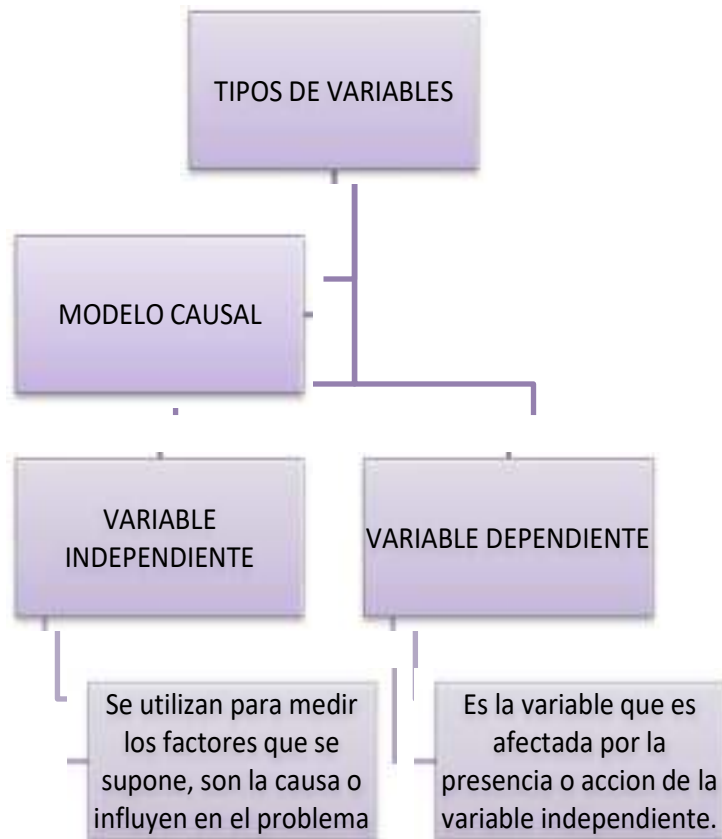 TIPOS DE VARIABLES
MODELO CAUSAL
VARIABLE
INDEPENDIENTE
VARIABLE DEPENDIENTE
Se utilizan para medir
los factores que se
supone, son la causa o
influyen en el problema
Es la variable que es
afectada por la
presencia o accion de la
variable independiente.